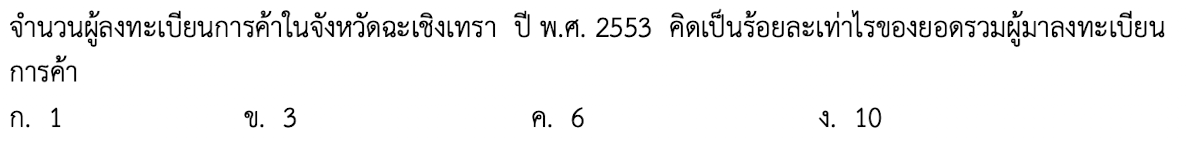 จำนวนผู้ลงทะเบียนการค้าในจังหวัดฉะเชิงเทรา ปี พ.ศ. 2553 คิดเป็นร้อยละเท่าไรของยอดรวมผู้มาลงทะเบียน
การค้า
ก. 1 ข. 3 ค. 6 ง. 10